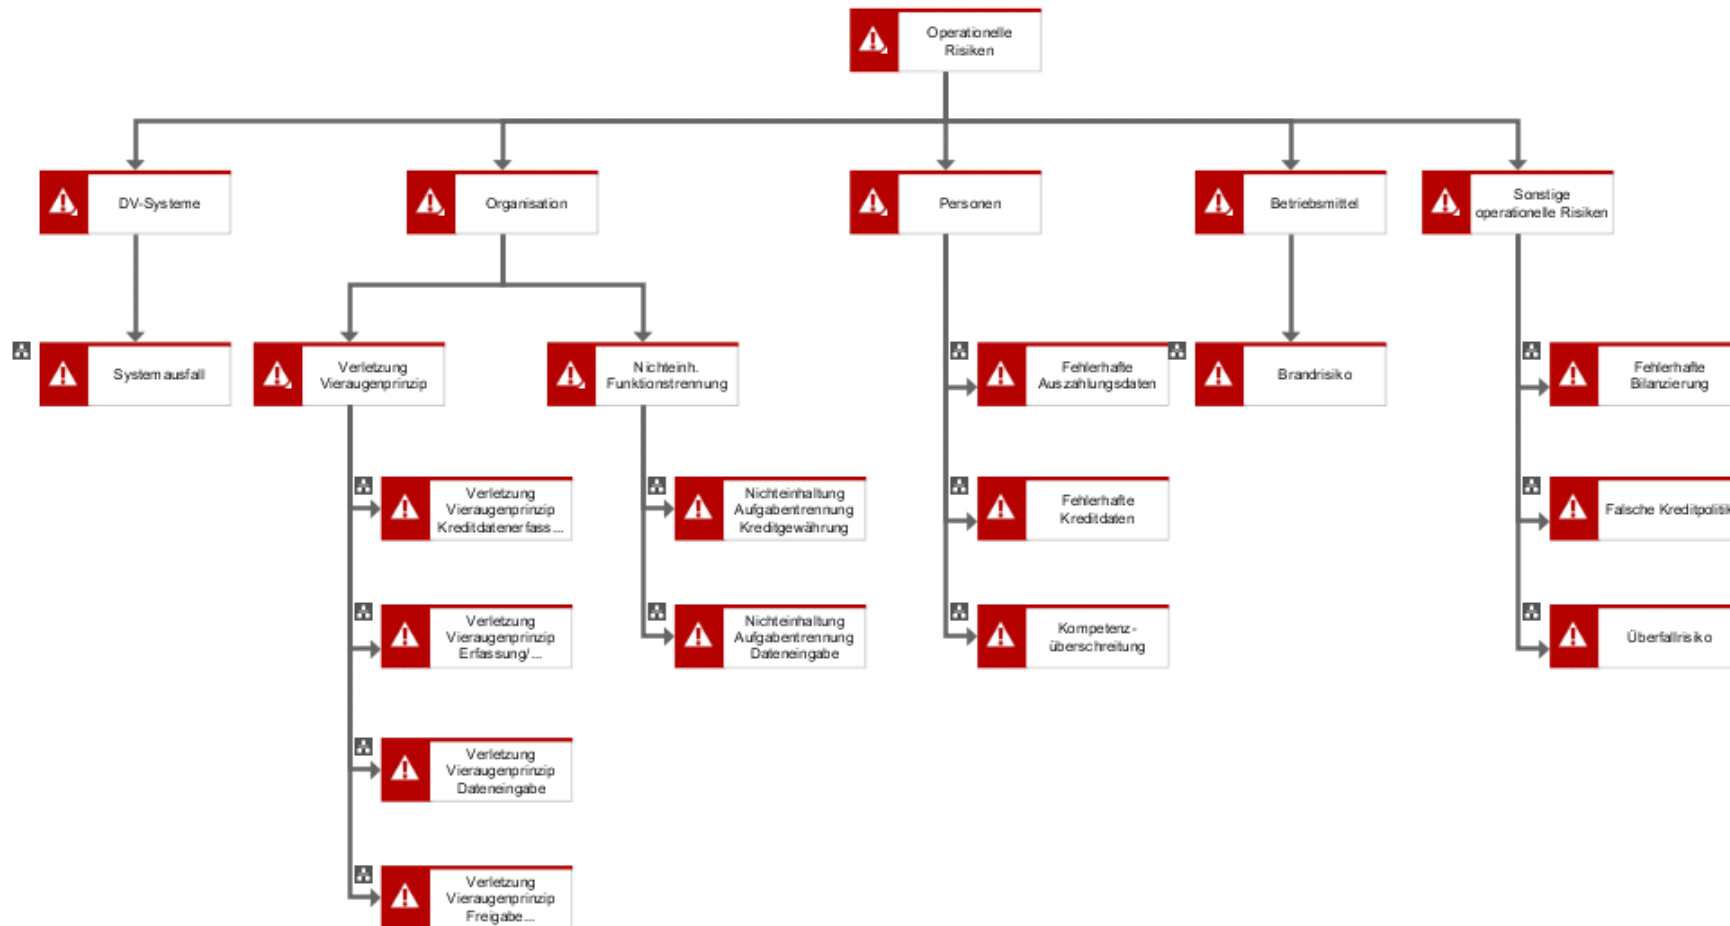 Operationelle
Risiken
DV-Systeme
Organisation
Personen
Betriebsmittel
Sonstige
operationelle Risiken
Systemausfall
Verletzung
Vieraugenprinzip
Nichteinh.
Funktionstrennung
Fehlerhafte
Auszahlungsdaten
Brandrisiko
Fehlerhafte
Bilanzierung
Verletzung
Vieraugenprinzip
Kreditdatenerfass...
Nichteinhaltung
Aufgabentrennung
Kreditgewährung
Fehlerhafte
Kreditdaten
Falsche Kreditpolitik
Verletzung
Vieraugenprinzip
Erfassung/...
Nichteinhaltung
Aufgabentrennung
Dateneingabe
Kompetenz-
überschreitung
Überfallrisiko
Verletzung
Vieraugenprinzip
Dateneingabe
Verletzung
Vieraugenprinzip
Freigabe...